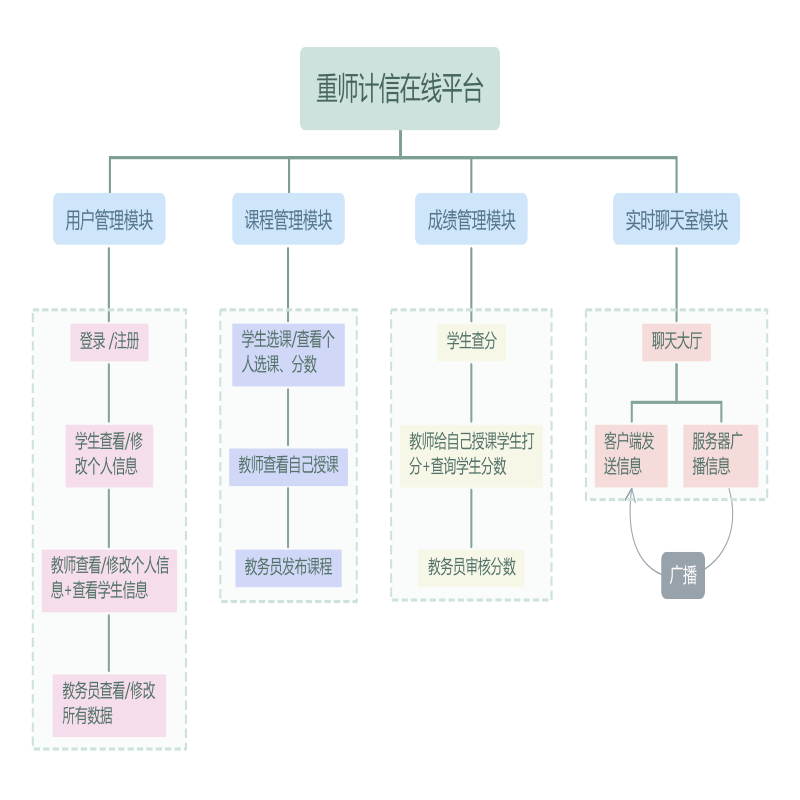 重师计信在线平台
用户管理模块
课程管理模块
成绩管理模块
实时聊天室模块
登录 /注册
学生查看/修
改个人信息
教师查看/修改个人信
息+查看学生信息
教务员查看/修改
所有数据
学生选课/查看个
人选课、分数
教师查看自己授课
教务员发布课程
学生查分
教师给自己授课学生打
分+查询学生分数
教务员审核分数
聊天大厅
客户端发
送信息
服务器广
播信息
广播